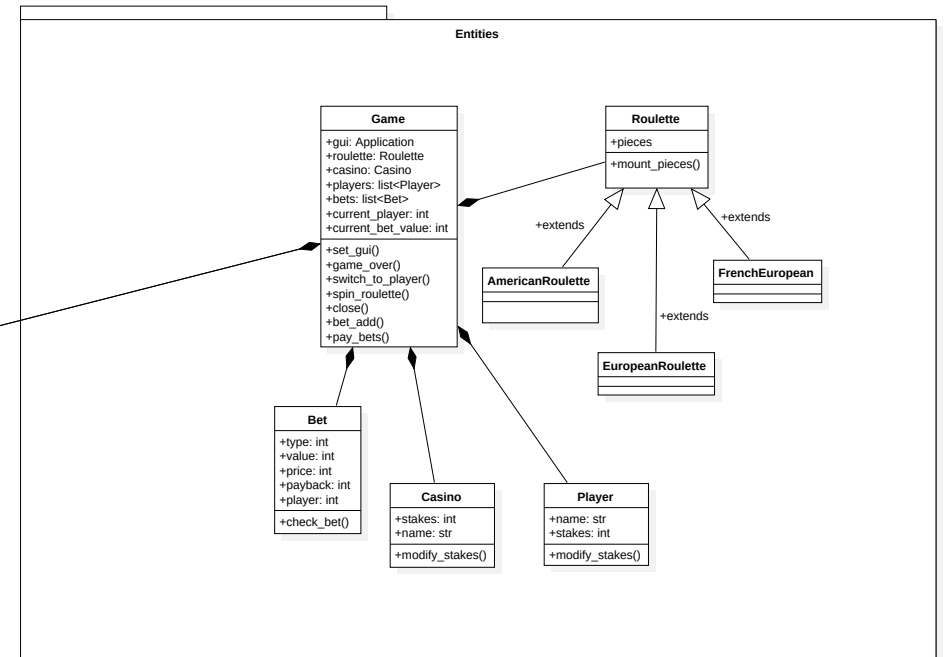 Entities
Game
+gui: Application
+roulette: Roulette
+casino: Casino
+players: list<Player>
+bets: list<Bet>
+current_player: int
+current_bet_value: int
+set_gui()
+game_over()
+switch_to_player()
+spin_roulette()
+close()
+bet_add()
+pay_bets()
Roulette
+pieces
+mount_pieces()
+extends
+extends
+extends
AmericanRoulette
FrenchEuropean
EuropeanRoulette
Bet
+type: int
+value: int
+price: int
+payback: int
+player: int
+check_bet()
Casino
+stakes: int
+name: str
+modify_stakes()
Player
+name: str
+stakes: int
+modify_stakes()